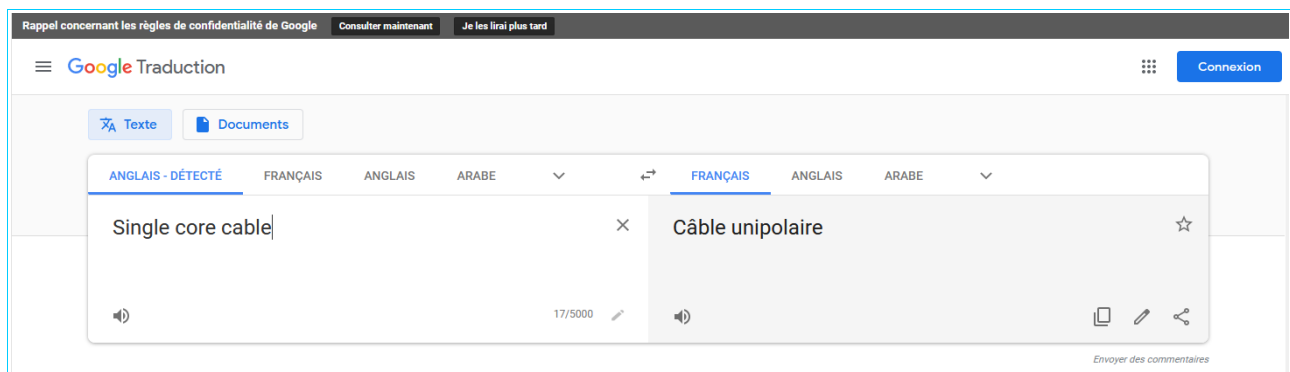 Rappel concernant les règles de confidentialité de Google Consulter maintenant Je les lirai plus tard
Google Traduction Connexion
Texte Documents
ANGLAIS - DÉTECTÉ FRANÇAIS ANGLAIS ARABE FRANÇAIS ANGLAIS ARABE
Single core cable Câble unipolaire
17/5000
Envoyer des commentaires